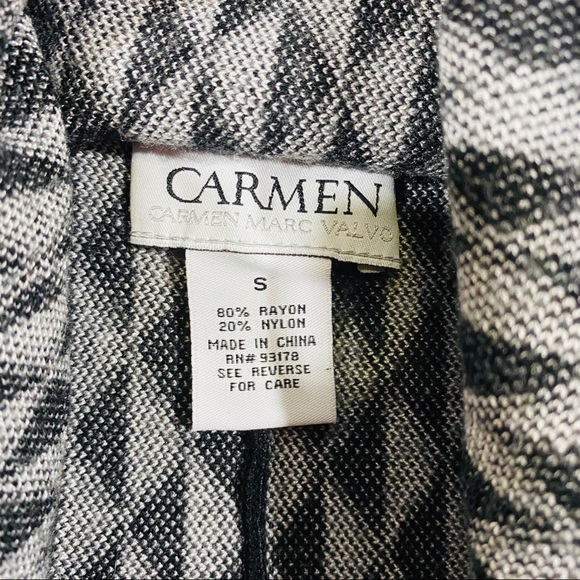 CARMEN
CARMEN MARC VALVO
S
80% RAYON
20% NYLON
MADE IN CHINA
RN# 93178
SEE REVERSE
FOR CARE